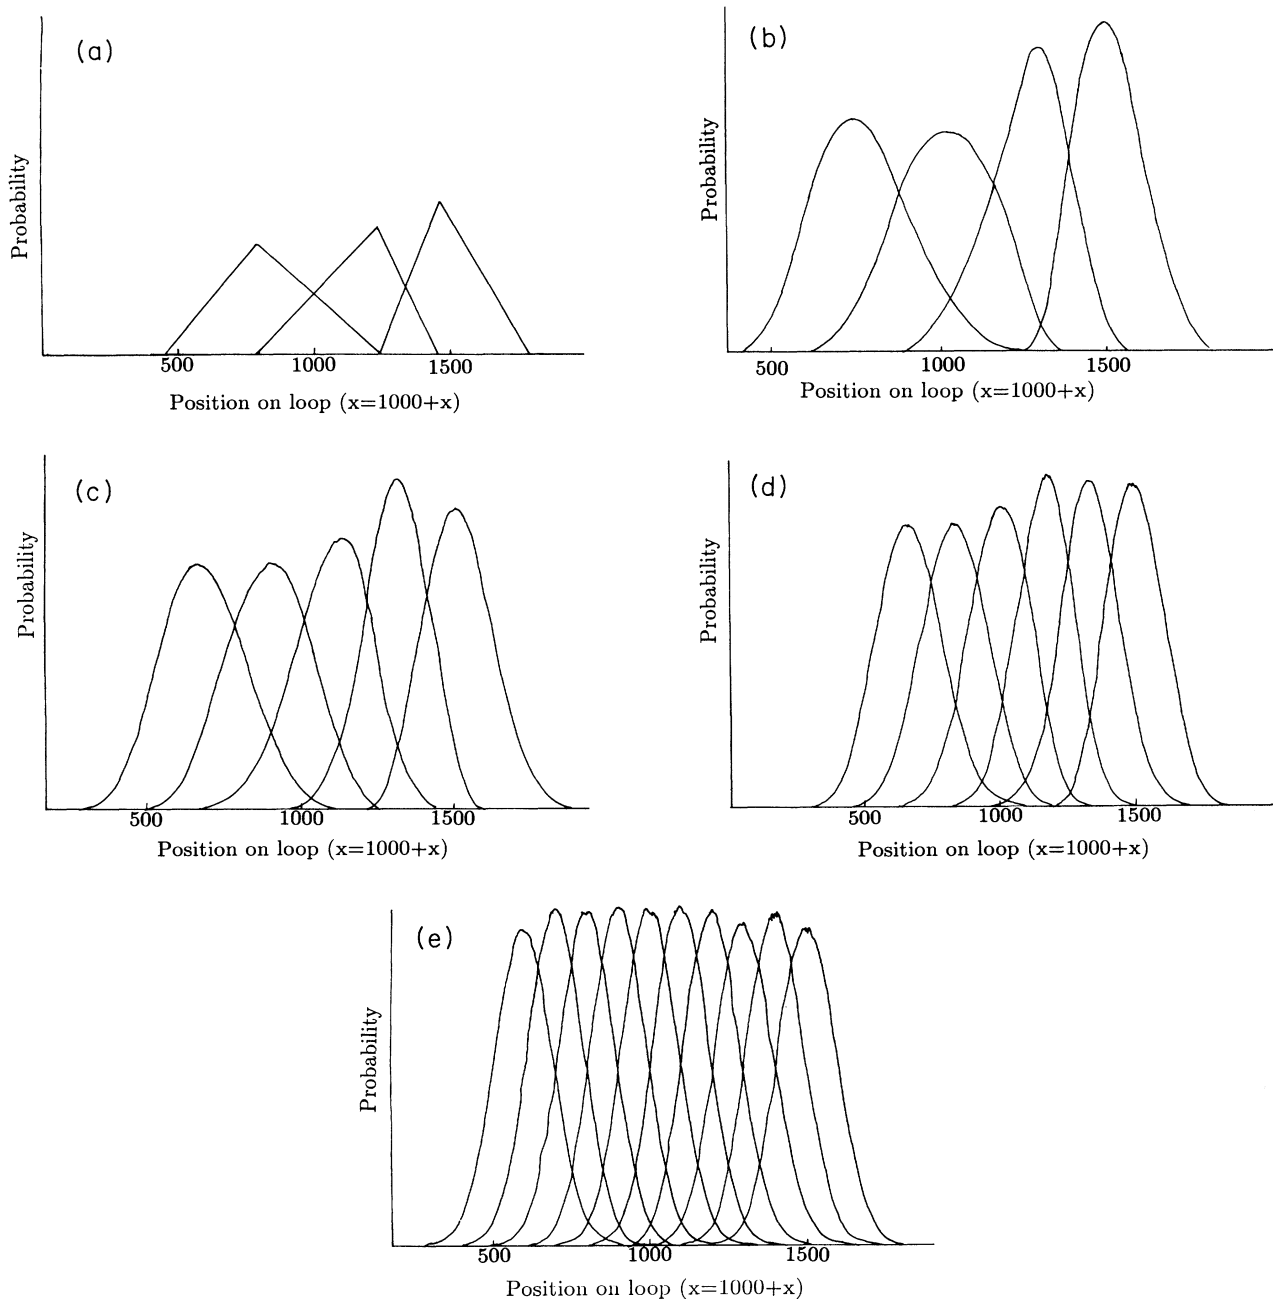 (a)
Probability
500 1000 1500
Position on loop (x=1000+x)
(b)
Probability
500 1000 1500
Position on loop (x=1000+x)
(c)
Probability
500 1000 1500
Position on loop (x=1000+x)
(d)
Probability
500 1000 1500
Position on loop (x=1000+x)
(e)
Probability
500 1000 1500
Position on loop (x=1000+x)